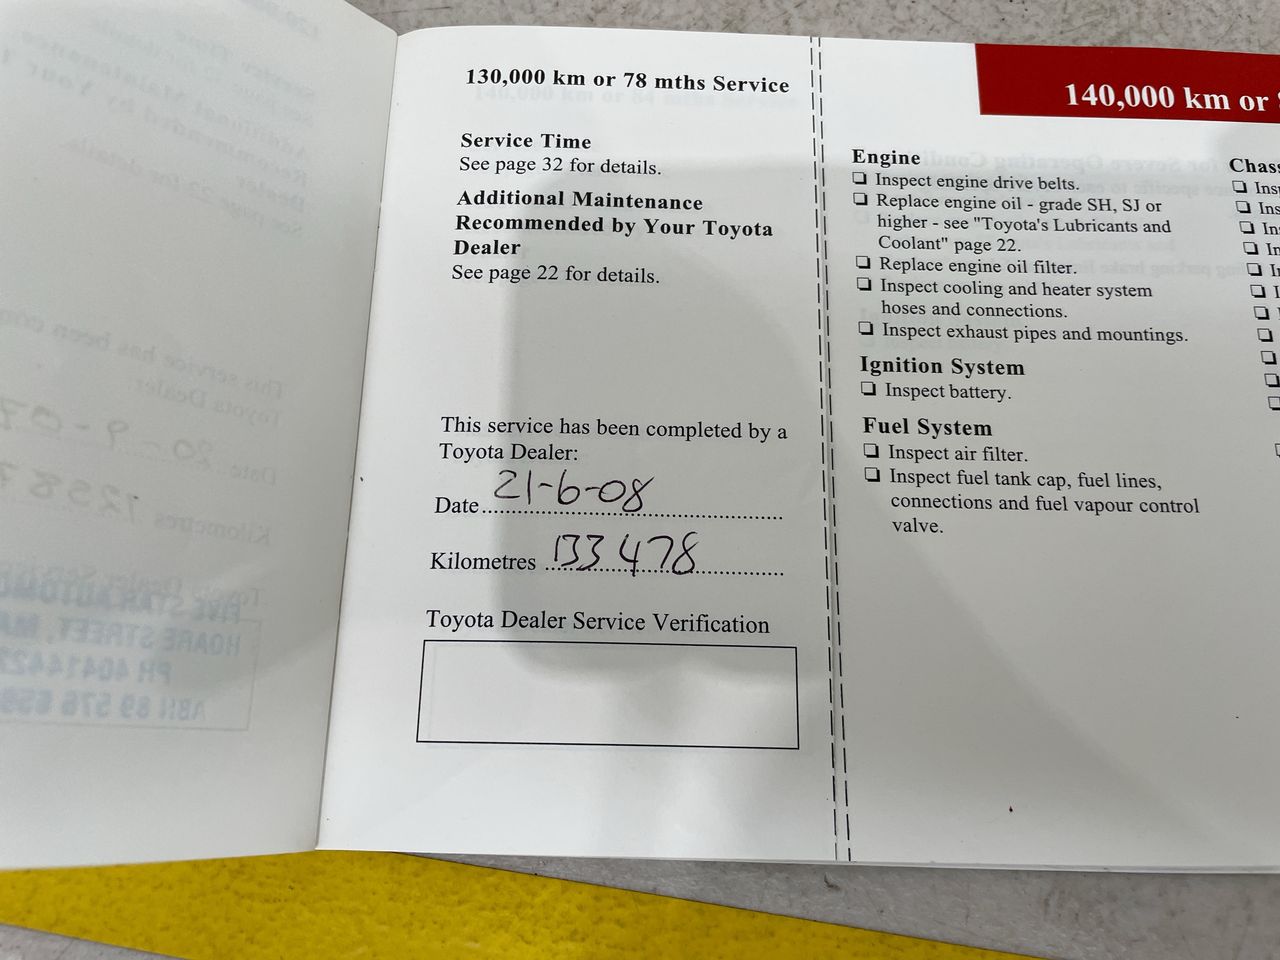 130,000 km or 78 mths Service
Service Time
See page 32 for details.
Additional Maintenance
Recommended by Your Toyota
Dealer
See page 22 for details.
This service has been completed by a
Toyota Dealer:
Date 21-6-08
Kilometres 133 478
Toyota Dealer Service Verification
140,000 km or
Engine
❏ Inspect engine drive belts.
❏ Replace engine oil - grade SH, SJ or
higher - see "Toyota's Lubricants and
Coolant" page 22.
❏ Replace engine oil filter.
❏ Inspect cooling and heater system
hoses and connections.
❏ Inspect exhaust pipes and mountings.
Ignition System
❏ Inspect battery.
Fuel System
❏ Inspect air filter.
❏ Inspect fuel tank cap, fuel lines,
connections and fuel vapour control
valve.